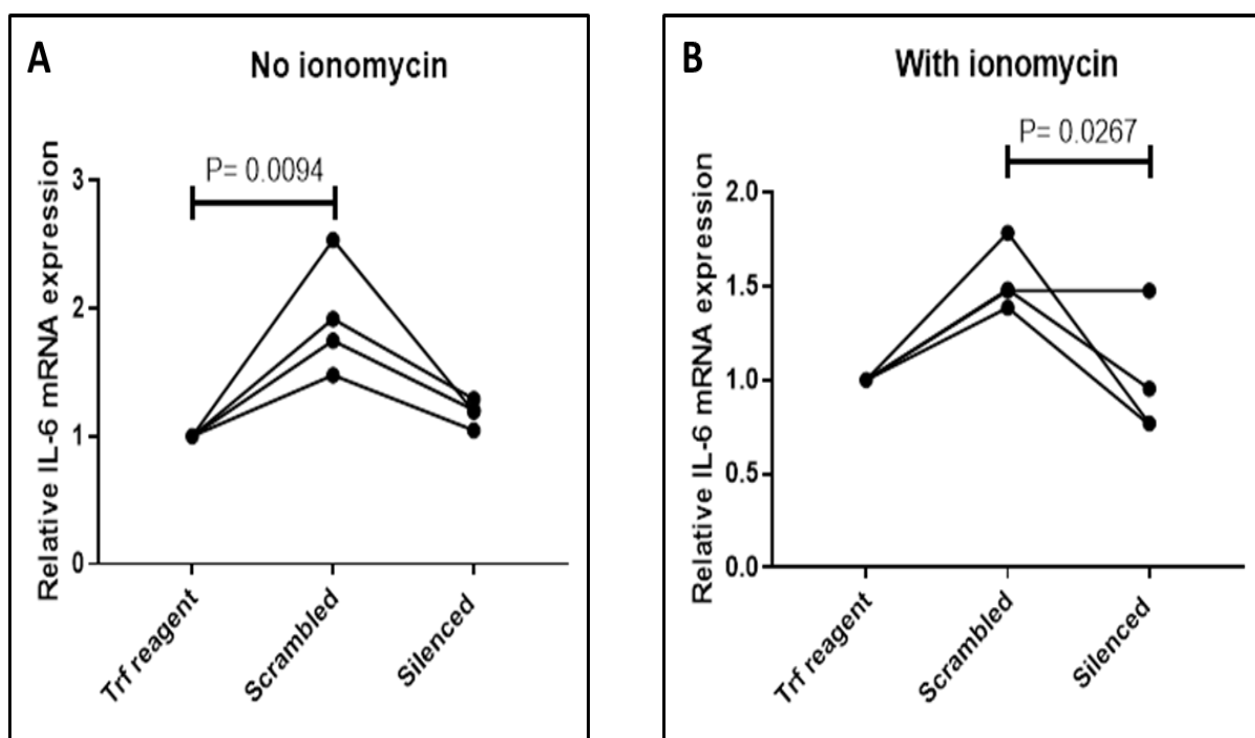 A
No ionomycin
P= 0.0094
Relative IL-6 mRNA expression
3
2
1
0
Trf reagent
Scrambled
Silenced
B
With ionomycin
P= 0.0267
Relative IL-6 mRNA expression
2.0
1.5
1.0
0.5
0.0
Trf reagent
Scrambled
Silenced